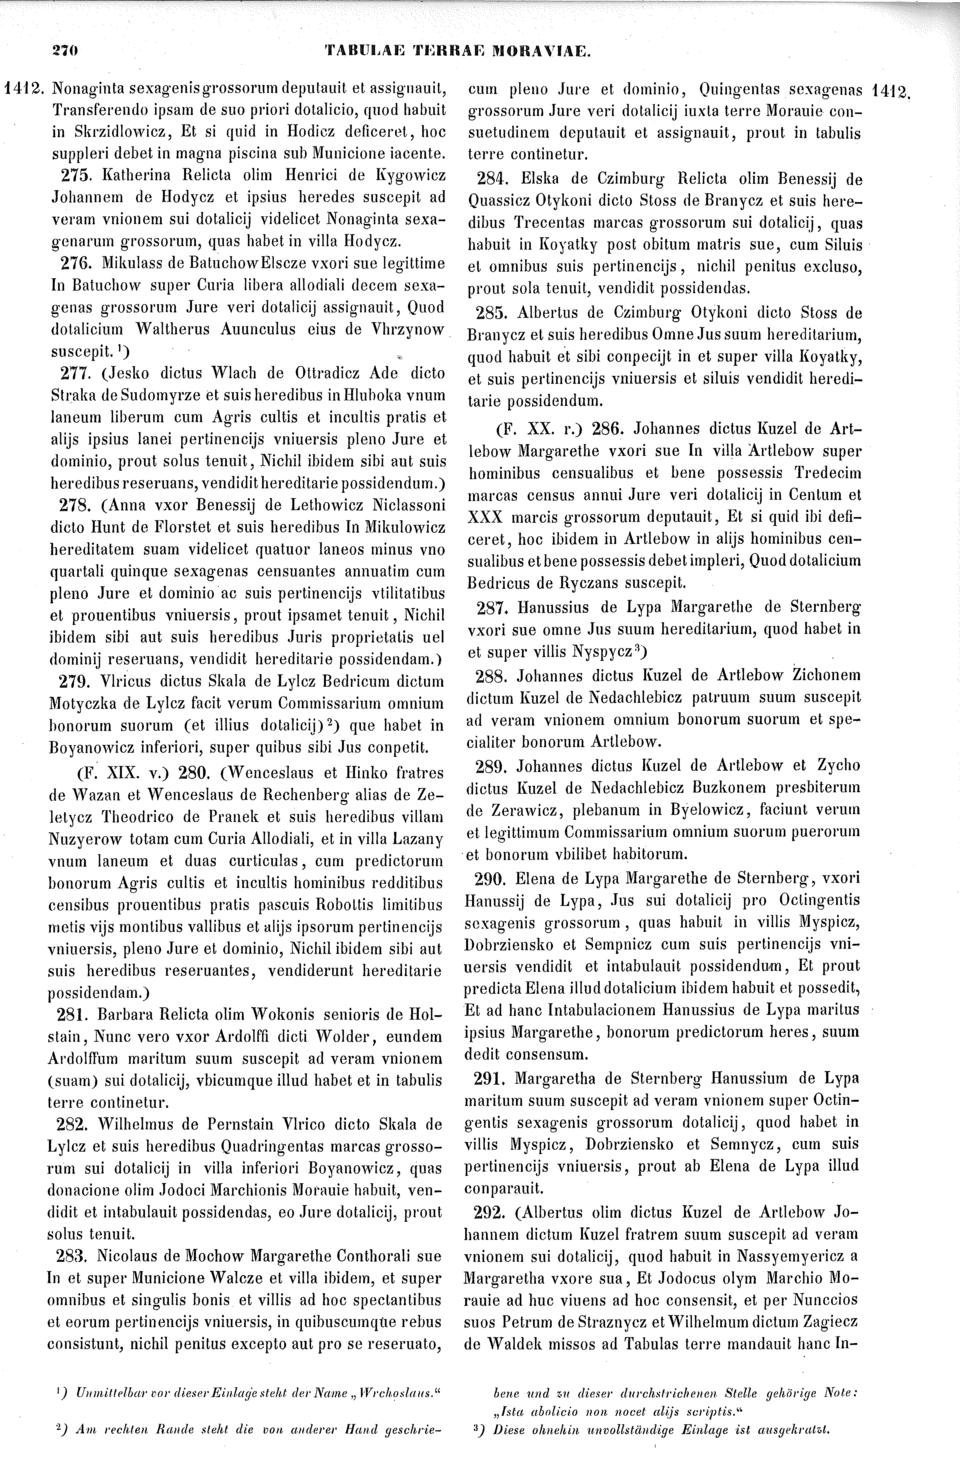 270 TABULAE TERRAE MORAVIAE.
1412. Nonaginta sexagenis grossorum deputauit et assignauit,
Transferendo ipsam de suo priori dotalicio, quod habuit
in Skrzidlowicz, Et si quid in Hodicz deficeret, hoc
suppleri debet in magna piscina sub Municione iacente.
275. Katherina Relicta olim Henrici de Kygowicz
Johannem de Hodycz et ipsius heredes suscepit ad
veram vnionem sui dotalicij videlicet Nonaginta sexa-
genarum grossorum, quas habet in villa Hodycz.
276. Mikulass de Batuchow Elscze vxori sue legittime
In Batuchow super Curia libera allodiali decem sexa-
genas grossorum Jure veri dotalicij assignauit, Quod
dotalicium Waltherus Auunculus eius de Vhrzynow
suscepit. ¹)
277. (Jesko dictus Wlach de Ottradicz Ade dicto
Straka de Sudomyrze et suis heredibus in Hluboka vnum
laneum liberum cum Agris cultis et incultis pratis et
alijs ipsius lanei pertinencijs vniuersis pleno Jure et
dominio, prout solus tenuit, Nichil ibidem sibi aut suis
heredibus reseruans, vendidit hereditarie possidendum.)
278. (Anna vxor Benessij de Lethowicz Niclassoni
dicto Hunt de Florstet et suis heredibus In Mikulowicz
hereditatem suam videlicet quatuor laneos minus vno
quartali quinque sexagenas censuantes annuatim cum
pleno Jure et dominio ac suis pertinencijs vtilitatibus
et prouentibus vniuersis, prout ipsamet tenuit, Nichil
ibidem sibi aut suis heredibus Juris proprietatis uel
dominij reseruans, vendidit hereditarie possidendam.)
279. Vlricus dictus Skala de Lylcz Bedricum dictum
Motyczka de Lylcz facit verum Commissarium omnium
bonorum suorum (et illius dotalicij) ²) que habet in
Boyanowicz inferiori, super quibus sibi Jus conpetit.
(F. XIX. v.) 280. (Wenceslaus et Hinko fratres
de Wazan et Wenceslaus de Rechenberg alias de Ze-
letycz Theodrico de Pranek et suis heredibus villam
Nuzyerow totam cum Curia Allodiali, et in villa Lazany
vnum laneum et duas curticulas, cum predictorum
bonorum Agris cultis et incultis hominibus redditibus
censibus prouentibus pratis pascuis Robottis limitibus
metis vijs montibus vallibus et alijs ipsorum pertinencijs
vniuersis, pleno Jure et dominio, Nichil ibidem sibi aut
suis heredibus reseruantes, vendiderunt hereditarie
possidendam.)
281. Barbara Relicta olim Wokonis senioris de Hol-
stain, Nunc vero vxor Ardolffi dicti Wolder, eundem
Ardolffum maritum suum suscepit ad veram vnionem
(suam) sui dotalicij, vbicumque illud habet et in tabulis
terre continetur.
282. Wilhelmus de Pernstain Vlrico dicto Skala de
Lylcz et suis heredibus Quadringentas marcas grosso-
rum sui dotalicij in villa inferiori Boyanowicz, quas
donacione olim Jodoci Marchionis Morauie habuit, ven-
didit et intabulauit possidendas, eo Jure dotalicij, prout
solus tenuit.
283. Nicolaus de Mochow Margarethe Conthorali sue
In et super Municione Walcze et villa ibidem, et super
omnibus et singulis bonis et villis ad hoc spectantibus
et eorum pertinencijs vniuersis, in quibuscumque rebus
consistunt, nichil penitus excepto aut pro se reseruato,
cum pleno Jure et dominio, Quingentas sexagenas 1412.
grossorum Jure veri dotalicij iuxta terre Morauie con-
suetudinem deputauit et assignauit, prout in tabulis
terre continetur.
284. Elska de Czimburg Relicta olim Benessij de
Quassicz Otykoni dicto Stoss de Branycz et suis here-
dibus Trecentas marcas grossorum sui dotalicij, quas
habuit in Koyatky post obitum matris sue, cum Siluis
et omnibus suis pertinencijs, nichil penitus excluso,
prout sola tenuit, vendidit possidendas.
285. Albertus de Czimburg Otykoni dicto Stoss de
Branycz et suis heredibus Omne Jus suum hereditarium,
quod habuit et sibi conpecijt in et super villa Koyatky,
et suis pertinencijs vniuersis et siluis vendidit heredi-
tarie possidendum.
(F. XX. r.) 286. Johannes dictus Kuzel de Art-
lebow Margarethe vxori sue In villa Artlebow super
hominibus censualibus et bene possessis Tredecim
marcas census annui Jure veri dotalicij in Centum et
XXX marcis grossorum deputauit, Et si quid ibi defi-
ceret, hoc ibidem in Artlebow in alijs hominibus cen-
sualibus et bene possessis debet impleri, Quod dotalicium
Bedricus de Ryczans suscepit.
287. Hanussius de Lypa Margarethe de Sternberg
vxori sue omne Jus suum hereditarium, quod habet in
et super villis Nyspycz ³)
288. Johannes dictus Kuzel de Artlebow Zichonem
dictum Kuzel de Nedachlebicz patruum suum suscepit
ad veram vnionem omnium bonorum suorum et spe-
cialiter bonorum Artlebow.
289. Johannes dictus Kuzel de Artlebow et Zycho
dictus Kuzel de Nedachlebicz Buzkonem presbiterum
de Zerawicz, plebanum in Byelowicz, faciunt verum
et legittimum Commissarium omnium suorum puerorum
et bonorum vbilibet habitorum.
290. Elena de Lypa Margarethe de Sternberg, vxori
Hanussij de Lypa, Jus sui dotalicij pro Octingentis
sexagenis grossorum, quas habuit in villis Myspicz,
Dobrziensko et Sempnicz cum suis pertinencijs vni-
uersis vendidit et intabulauit possidendum, Et prout
predicta Elena illud dotalicium ibidem habuit et possedit,
Et ad hanc Intabulacionem Hanussius de Lypa maritus
ipsius Margarethe, bonorum predictorum heres, suum
dedit consensum.
291. Margaretha de Sternberg Hanussium de Lypa
maritum suum suscepit ad veram vnionem super Octin-
gentis sexagenis grossorum dotalicij, quod habet in
villis Myspicz, Dobrziensko et Semnycz, cum suis
pertinencijs vniuersis, prout ab Elena de Lypa illud
conparauit.
292. (Albertus olim dictus Kuzel de Artlebow Jo-
hannem dictum Kuzel fratrem suum suscepit ad veram
vnionem sui dotalicij, quod habuit in Nassyemyericz a
Margaretha vxore sua, Et Jodocus olym Marchio Mo-
rauie ad huc viuens ad hoc consensit, et per Nunccios
suos Petrum de Straznycz et Wilhelmum dictum Zagiecz
de Waldek missos ad Tabulas terre mandauit hanc In-
¹) Unmittelbar vor dieser Einlage steht der Name „Wrchoslaus.“
²) Am rechten Rande steht die von anderer Hand geschrie-
bene und zu dieser durchstrichenen Stelle gehörige Note:
„Ista abolicio non nocet alijs scriptis.“
³) Diese ohnehin unvollständige Einlage ist ausgekratzt.